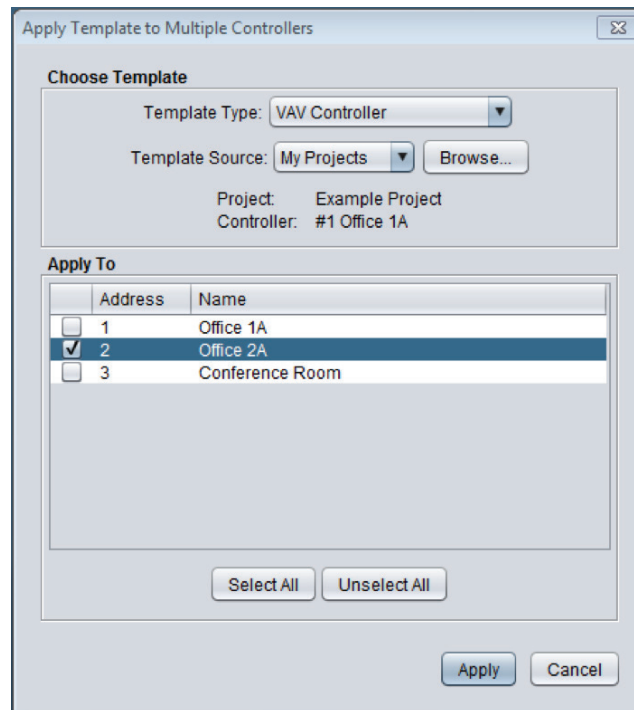 Apply Template to Multiple Controllers
Choose Template
Template Type: VAV Controller
Template Source: My Projects Browse...
Project: Example Project
Controller: #1 Office 1A
Apply To
Address Name
1 Office 1A
2 Office 2A
3 Conference Room
Select All Unselect All
Apply Cancel